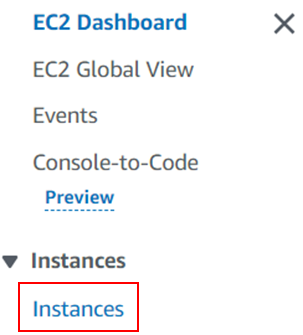 EC2 Dashboard
EC2 Global View
Events
Console-to-Code
Preview
Instances
Instances